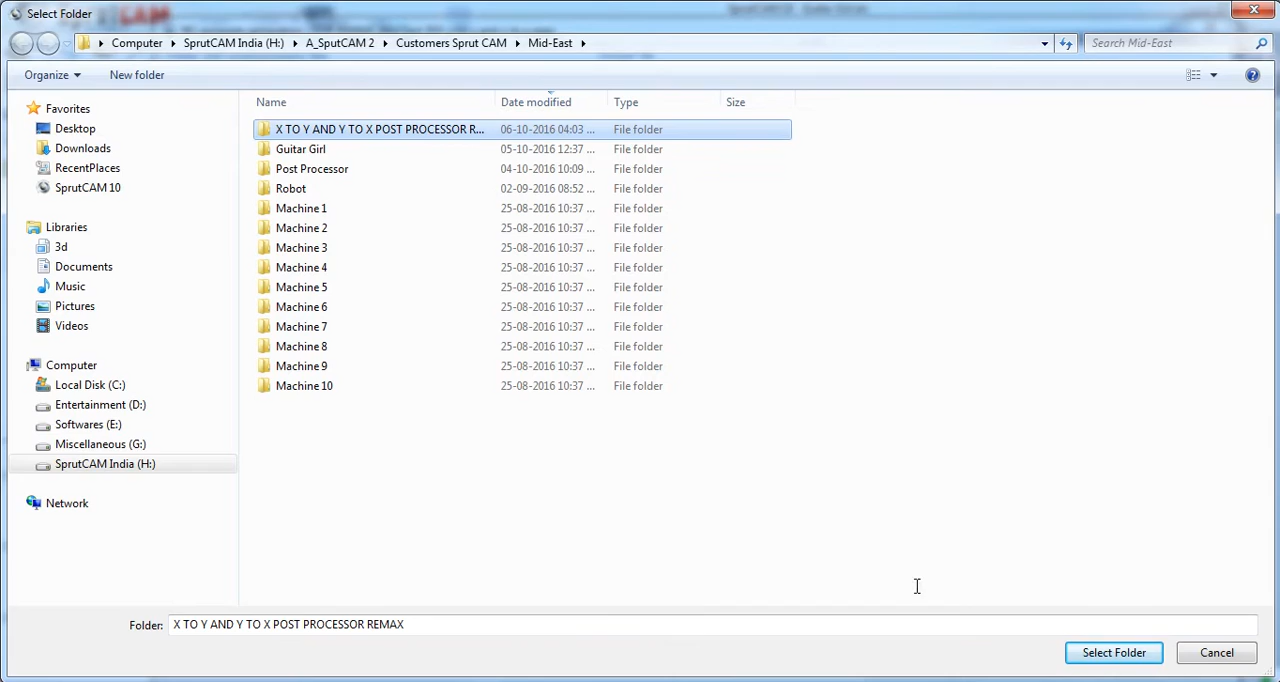 Select Folder
Computer SprutCAM India (H:) A_SputCAM 2 Customers Sprut CAM Mid-East
Search Mid-East
Organize New folder
Name Date modified Type Size
Favorites
Desktop
Downloads
RecentPlaces
SprutCAM 10
Libraries
3d
Documents
Music
Pictures
Videos
Computer
Local Disk (C:)
Entertainment (D:)
Softwares (E:)
Miscellaneous (G:)
SprutCAM India (H:)
Network
X TO Y AND Y TO X POST PROCESSOR R... 06-10-2016 04:03 ... File folder
Guitar Girl 05-10-2016 12:37 ... File folder
Post Processor 04-10-2016 10:09 ... File folder
Robot 02-09-2016 08:52 ... File folder
Machine 1 25-08-2016 10:37 ... File folder
Machine 2 25-08-2016 10:37 ... File folder
Machine 3 25-08-2016 10:37 ... File folder
Machine 4 25-08-2016 10:37 ... File folder
Machine 5 25-08-2016 10:37 ... File folder
Machine 6 25-08-2016 10:37 ... File folder
Machine 7 25-08-2016 10:37 ... File folder
Machine 8 25-08-2016 10:37 ... File folder
Machine 9 25-08-2016 10:37 ... File folder
Machine 10 25-08-2016 10:37 ... File folder
Folder: X TO Y AND Y TO X POST PROCESSOR REMAX
Select Folder Cancel